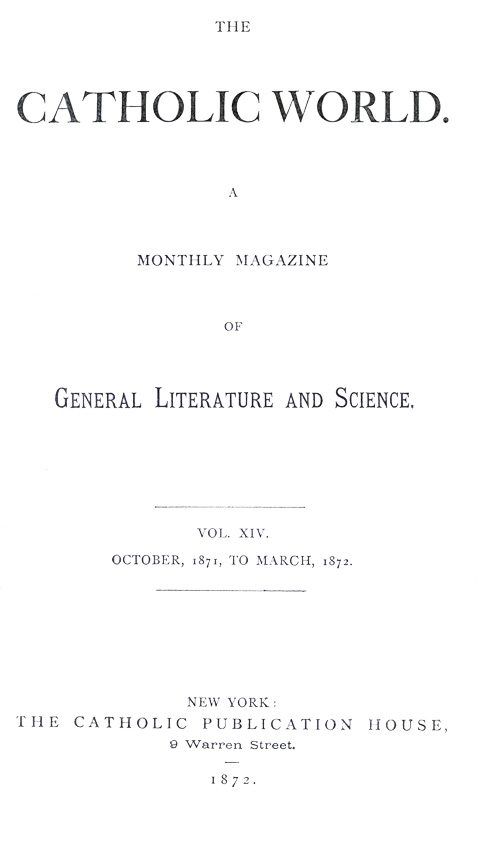 THE
CATHOLIC WORLD.
A
MONTHLY MAGAZINE
OF
GENERAL LITERATURE AND SCIENCE.
VOL. XIV.
OCTOBER, 1871, TO MARCH, 1872.
NEW YORK:
THE CATHOLIC PUBLICATION HOUSE,
9 Warren Street.
1872.